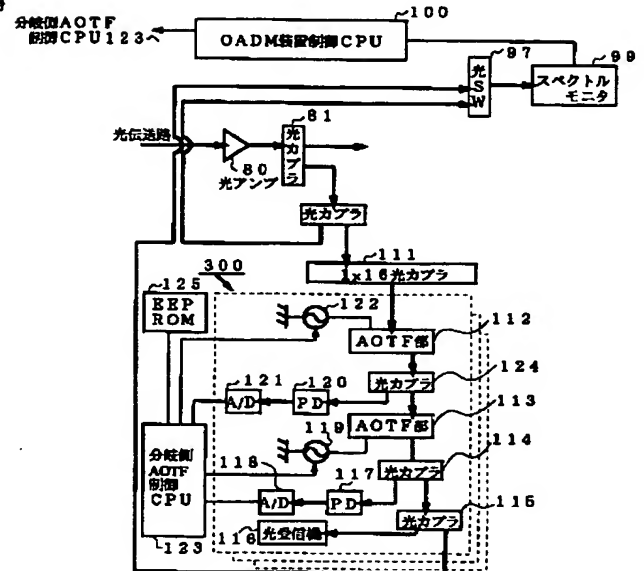 100
分岐側AOTF
制御CPU123へ
OADM装置制御CPU
97
99
光SW
スペクトル
モニタ
81
光伝送路
光カプラ
80
光アンプ
光カプラ
111
1×16光カプラ
300
125
EEP
ROM
122
112
AOTF部
124
光カプラ
121
120
A/D
PD
113
AOTF部
119
分岐側
AOTF
制御
CPU
118
117
114
光カプラ
A/D
PD
115
光カプラ
116
光受信機
123